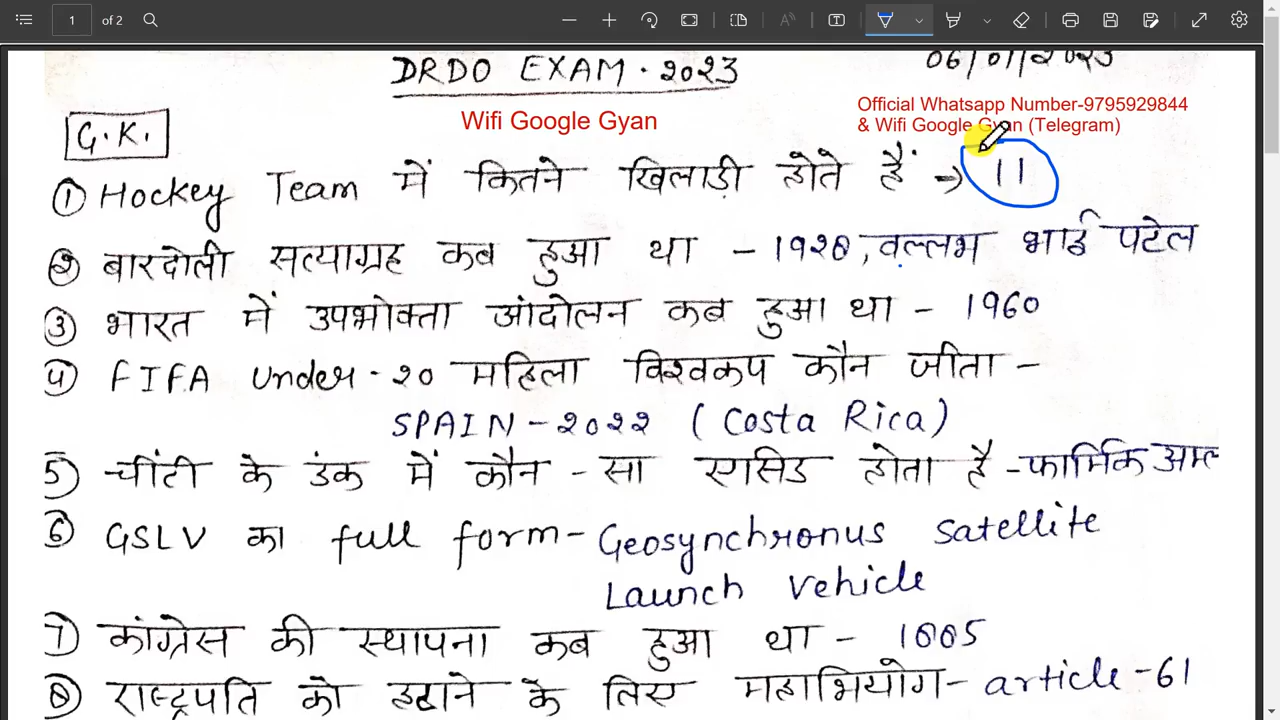 1 of 2
DRDO EXAM. 2023
06/01/2023
Official Whatsapp Number-9795929844
& Wifi Google Gyan (Telegram)
Wifi Google Gyan
G.K.
① Hockey Team में कितने खिलाड़ी होते हैं → 11
② बारदोली सत्याग्रह कब हुआ था - 1928, वल्लभ भाई पटेल
③ भारत में उपभोक्ता आंदोलन कब हुआ था - 1960
④ FIFA Under-20 महिला विश्वकप कौन जीता -
SPAIN - 2022 (Costa Rica)
⑤ चींटी के डंक में कौन - सा एसिड होता है - फार्मिक अम्ल
⑥ GSLV का full form - Geosynchronus Satellite
Launch Vehicle
⑦ कांग्रेस की स्थापना कब हुआ था - 1885
⑧ राष्ट्रपति को हटाने के लिए महाभियोग - article - 61